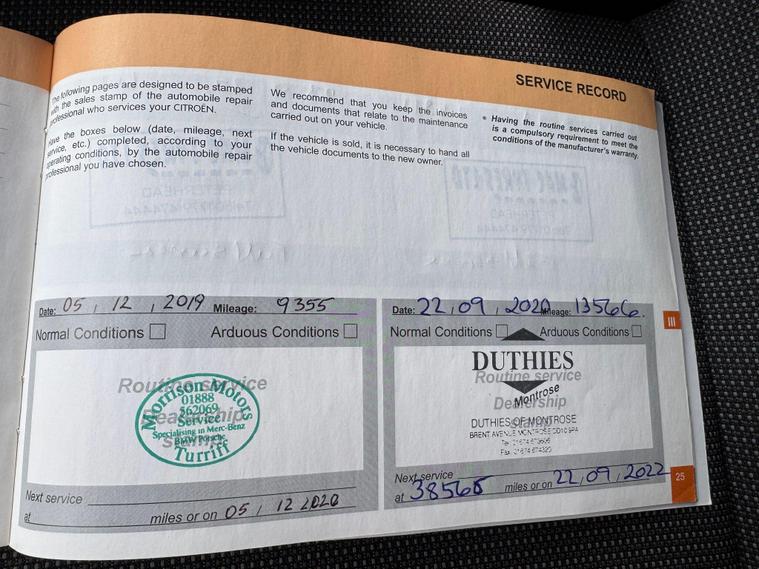 SERVICE RECORD
The following pages are designed to be stamped
with the sales stamp of the automobile repair
professional who services your CITROËN.
Have the boxes below (date, mileage, next
service, etc.) completed, according to your
operating conditions, by the automobile repair
professional you have chosen.
We recommend that you keep the invoices
and documents that relate to the maintenance
carried out on your vehicle.
If the vehicle is sold, it is necessary to hand all
the vehicle documents to the new owner.
* Having the routine services carried out
is a compulsory requirement to meet the
conditions of the manufacturer's warranty.
Date: 05 / 12 / 2019 Mileage: 9355
Normal Conditions Arduous Conditions
Routine service
Dealership
stamp
Morrison Motors
01888
562069
Service
Specialising in Merc-Benz
BMW Porsche
Turriff
Next service
at miles or on 05 / 12 2020
Date: 22,09,2020 Mileage: 13566.
Normal Conditions Arduous Conditions
DUTHIES
Routine service
Montrose
Dealership
DUTHIES OF MONTROSE
BRENT AVENUE MONTROSE DD10 9PA
Next service
at 38565 miles or on 22,09,2022
III
25